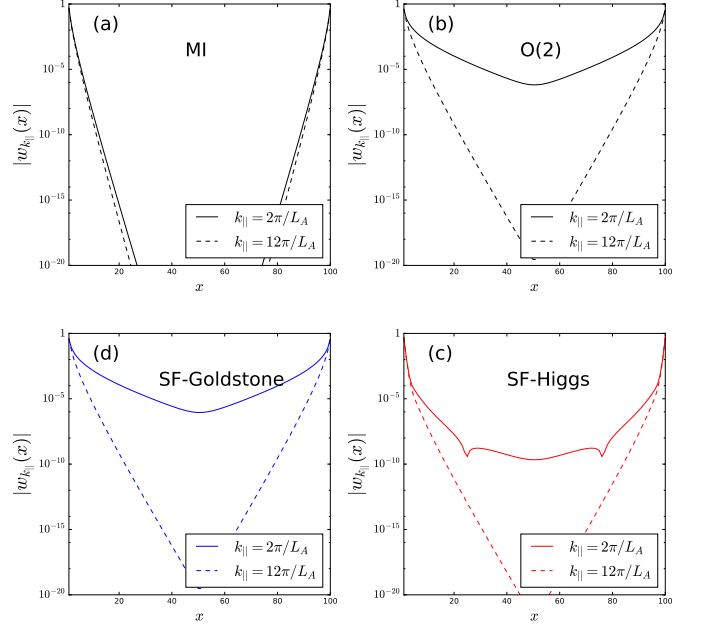 (a)
MI
1
10^{-5}
10^{-10}
10^{-15}
10^{-20}
|w_{k_{||}}(x)|
k_{||} = 2π/L_A
k_{||} = 12π/L_A
20 40 60 80 100
x
(b)
O(2)
1
10^{-5}
10^{-10}
10^{-15}
10^{-20}
|w_{k_{||}}(x)|
k_{||} = 2π/L_A
k_{||} = 12π/L_A
20 40 60 80 100
x
(d)
SF-Goldstone
1
10^{-5}
10^{-10}
10^{-15}
10^{-20}
|w_{k_{||}}(x)|
k_{||} = 2π/L_A
k_{||} = 12π/L_A
20 40 60 80 100
x
(c)
SF-Higgs
1
10^{-5}
10^{-10}
10^{-15}
10^{-20}
|w_{k_{||}}(x)|
k_{||} = 2π/L_A
k_{||} = 12π/L_A
20 40 60 80 100
x